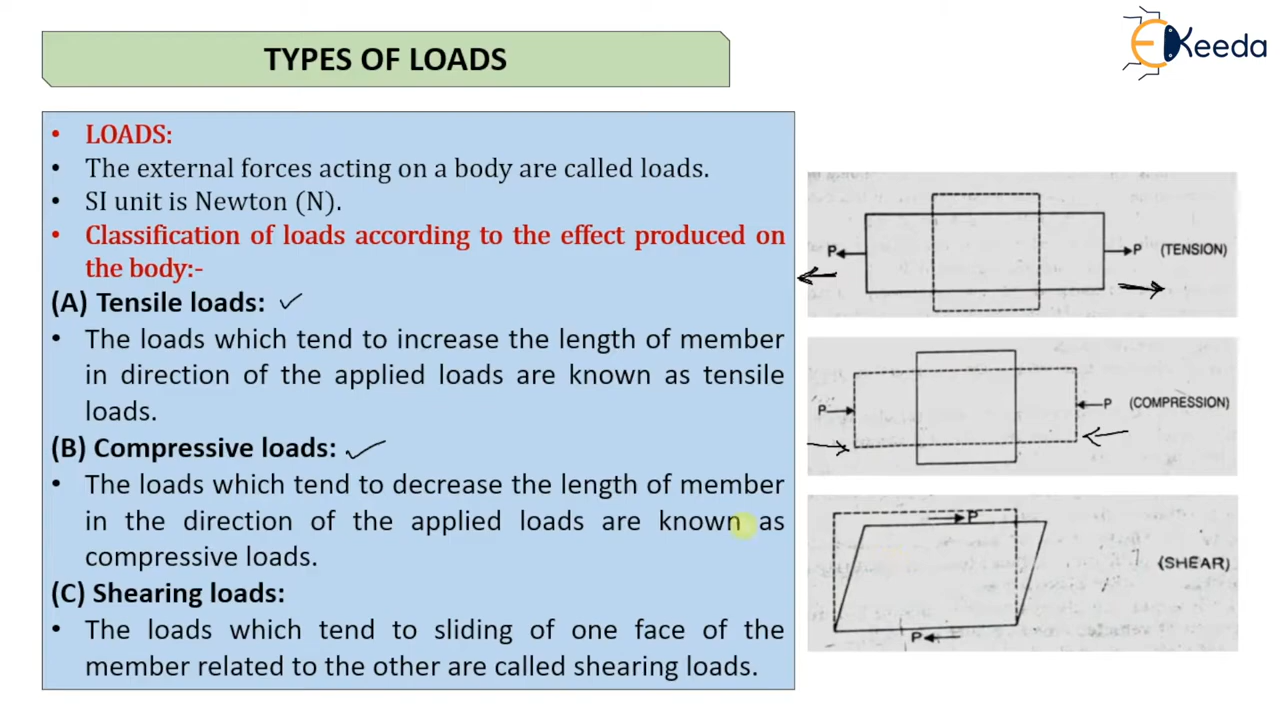 TYPES OF LOADS
EKeeda
• LOADS:
• The external forces acting on a body are called loads.
• SI unit is Newton (N).
• Classification of loads according to the effect produced on
the body:-
(A) Tensile loads:
• The loads which tend to increase the length of member
in direction of the applied loads are known as tensile
loads.
(B) Compressive loads:
• The loads which tend to decrease the length of member
in the direction of the applied loads are known as
compressive loads.
(C) Shearing loads:
• The loads which tend to sliding of one face of the
member related to the other are called shearing loads.
P P (TENSION)
P P (COMPRESSION)
P
(SHEAR)
P